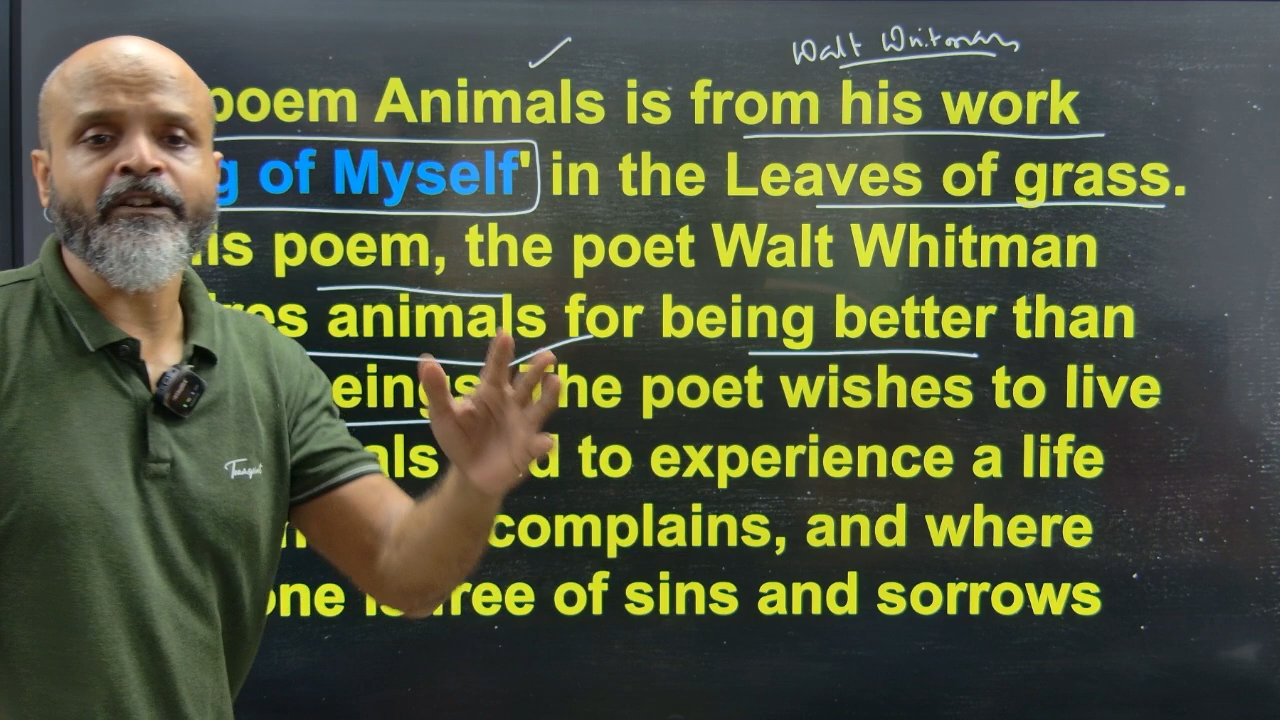 Walt Whitman
poem Animals is from his work
g of Myself' in the Leaves of grass.
is poem, the poet Walt Whitman
res animals for being better than
eings. The poet wishes to live
als to experience a life
complains, and where
one is free of sins and sorrows